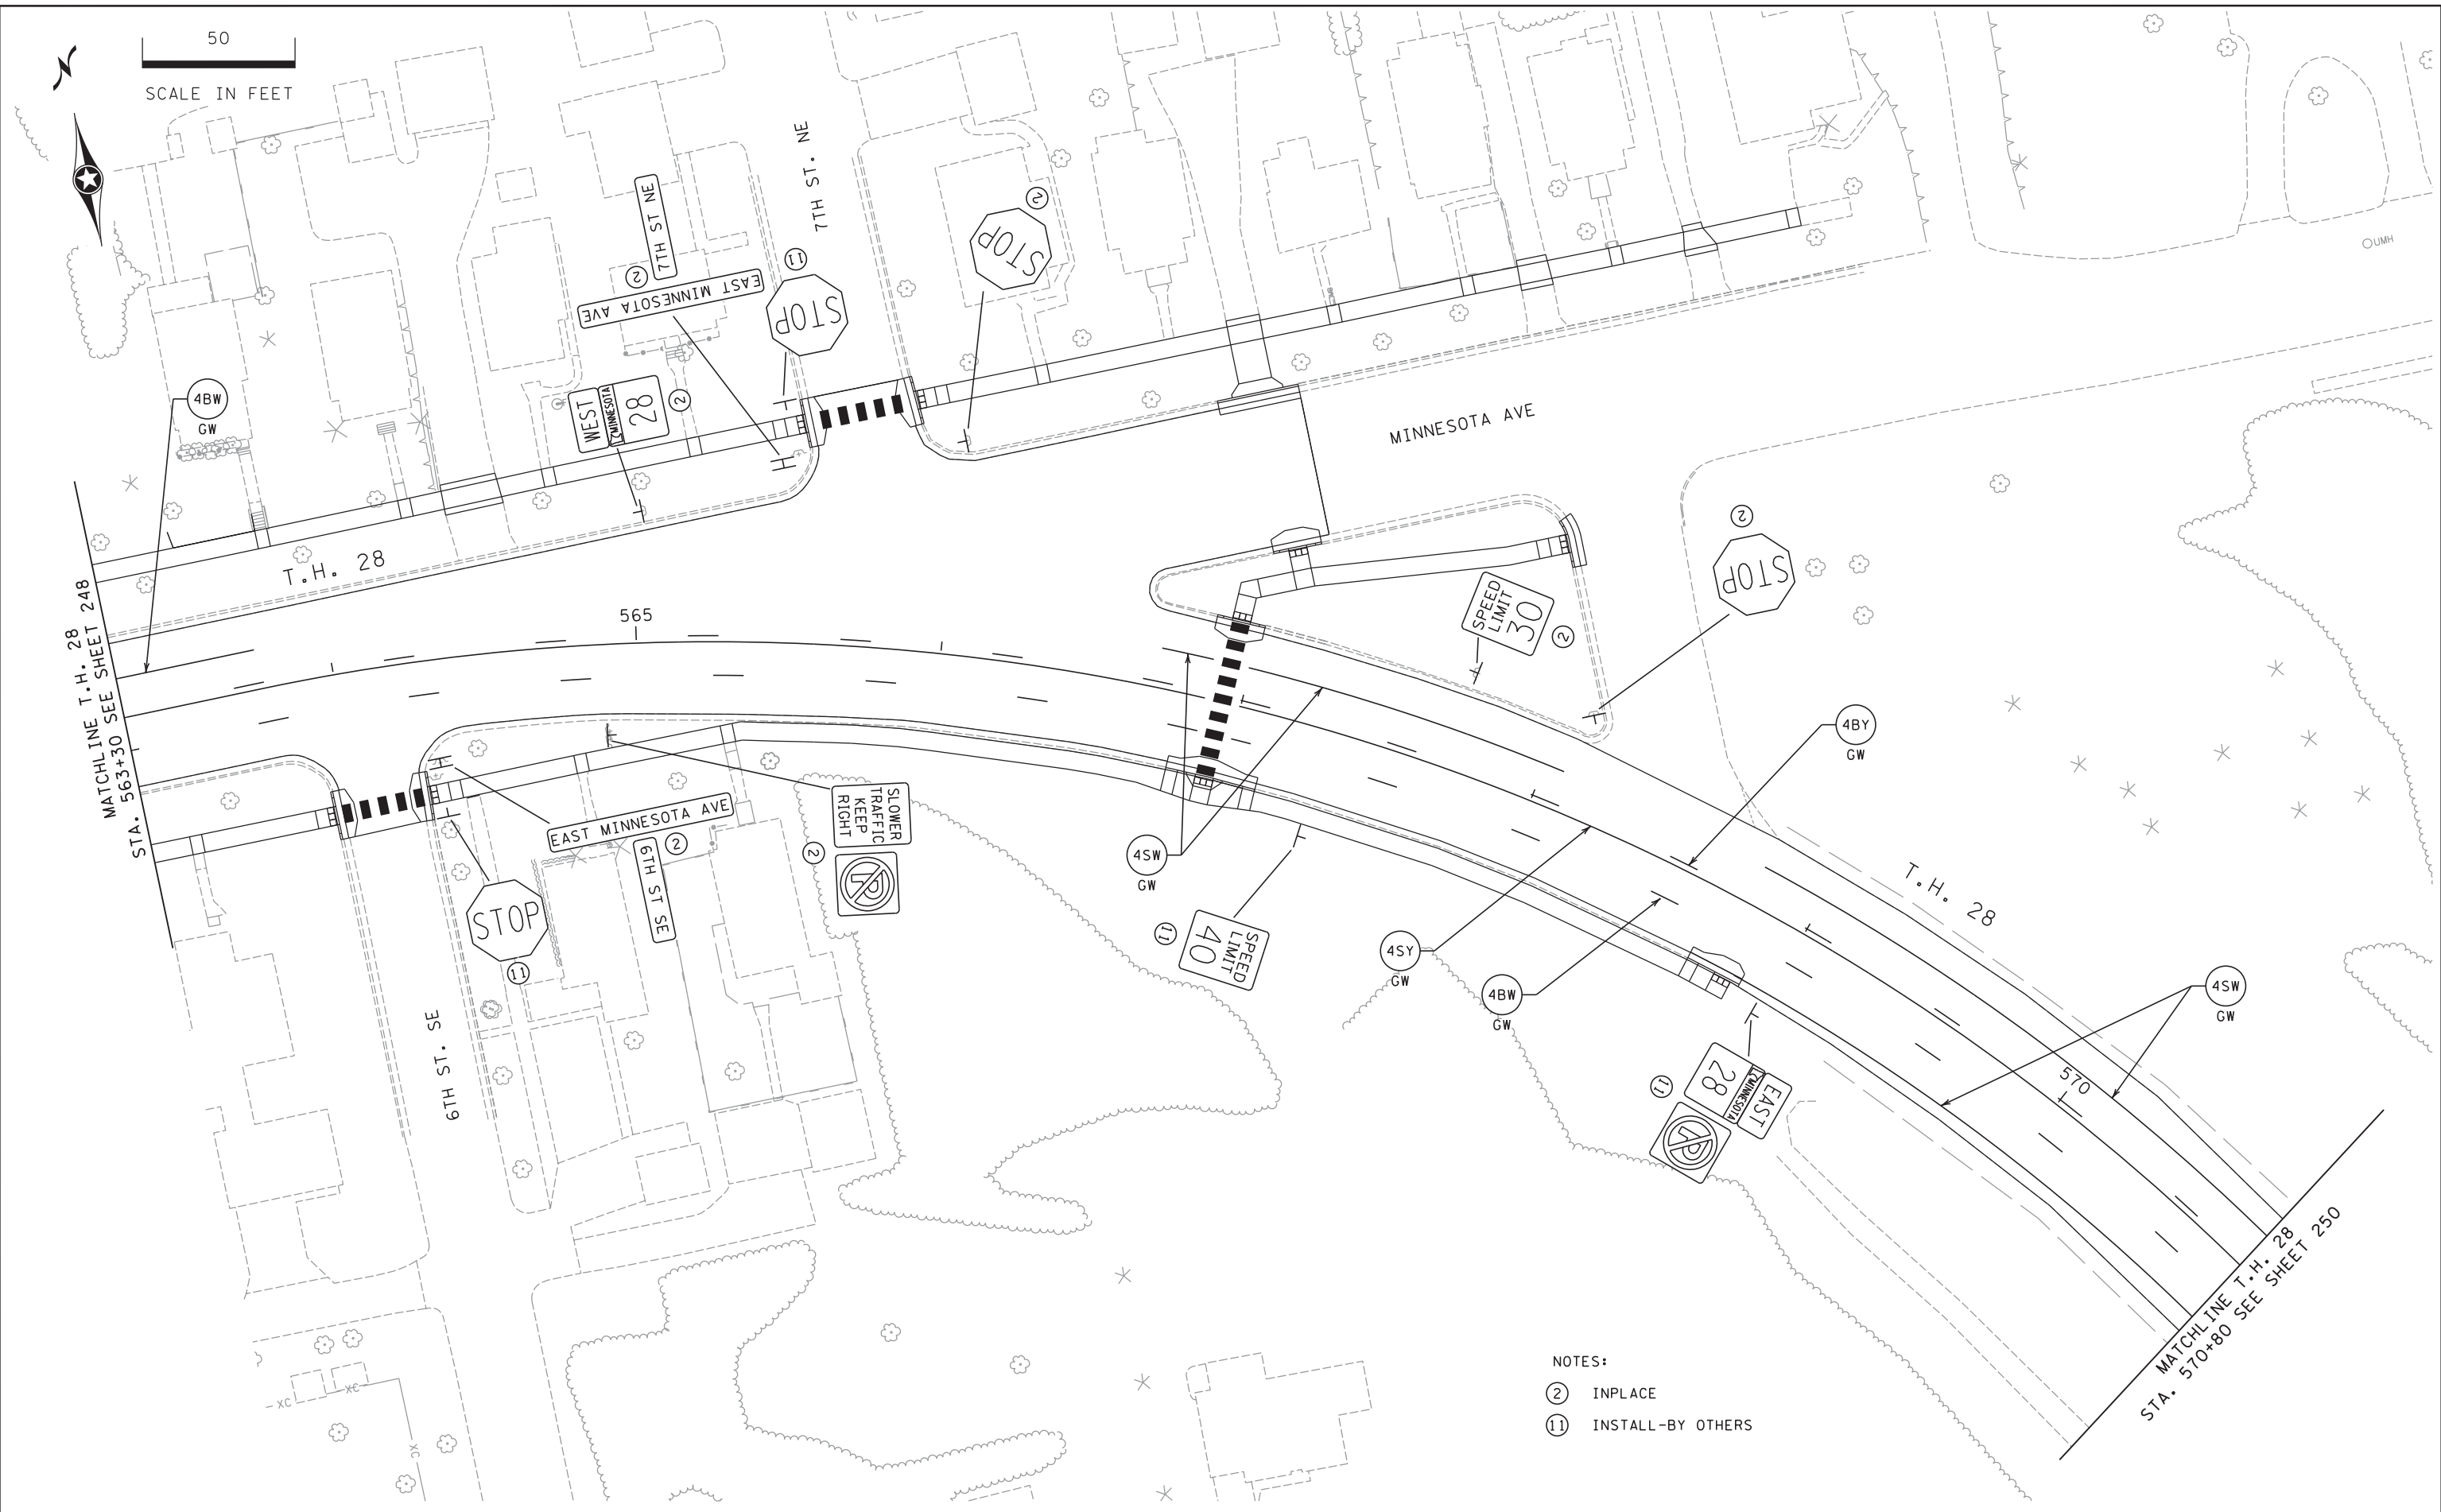 50
SCALE IN FEET
7TH ST. NE
7TH ST NE
2
EAST MINNESOTA AVE
11
STOP
2
STOP
UMH
4BW
GW
WEST
MINNESOTA
28
2
MINNESOTA AVE
T.H. 28
565
MATCHLINE T.H. 28
STA. 563+30 SEE SHEET 248
SPEED
LIMIT
30
2
2
STOP
4BY
GW
EAST MINNESOTA AVE
2
6TH ST SE
STOP
11
SLOWER
TRAFFIC
KEEP
RIGHT
2
P
4SW
GW
SPEED
LIMIT
40
11
4SY
GW
4BW
GW
T.H. 28
4SW
GW
6TH ST. SE
EAST
MINNESOTA
28
11
P
570
MATCHLINE T.H. 28
STA. 570+80 SEE SHEET 250
XC
XC
XC
NOTES:
2 INPLACE
11 INSTALL-BY OTHERS